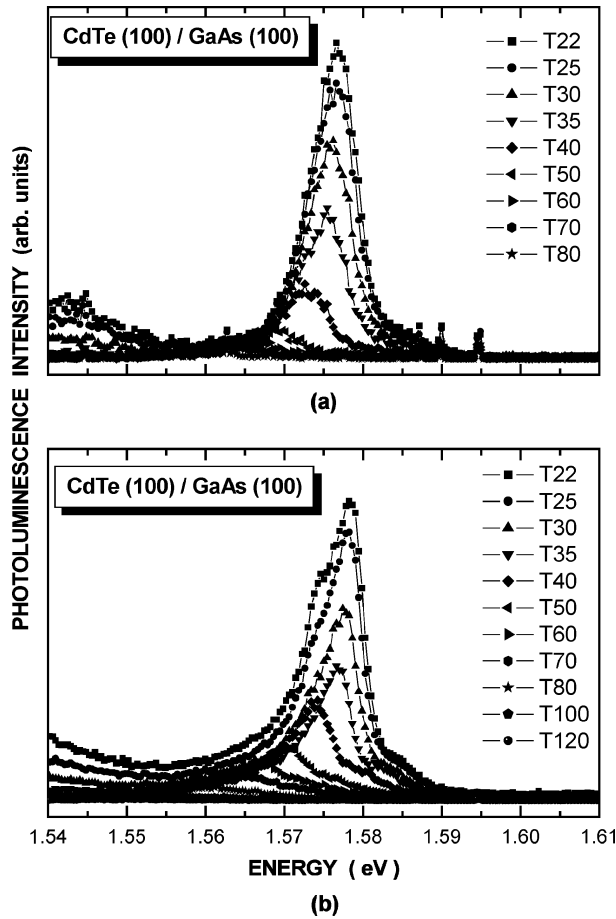 CdTe (100) / GaAs (100)
T22
T25
T30
T35
T40
T50
T60
T70
T80
(a)
PHOTOLUMINESCENCE INTENSITY (arb. units)
CdTe (100) / GaAs (100)
T22
T25
T30
T35
T40
T50
T60
T70
T80
T100
T120
1.54 1.55 1.56 1.57 1.58 1.59 1.60 1.61
ENERGY ( eV)
(b)